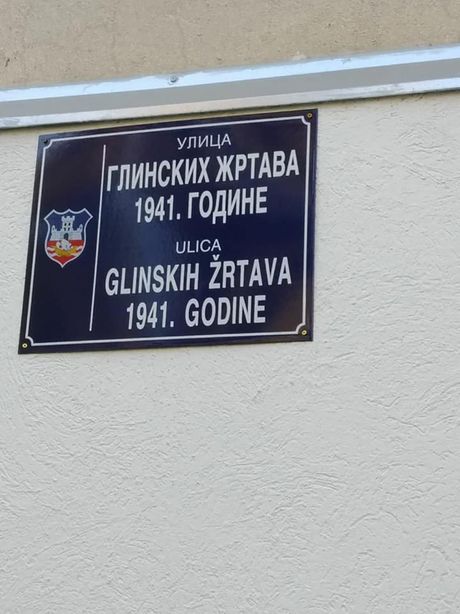 УЛИЦА
ГЛИНСКИХ ЖРТАВА
1941. ГОДИНЕ
ULICA
GLINSKIH ŽRTAVA
1941. GODINE